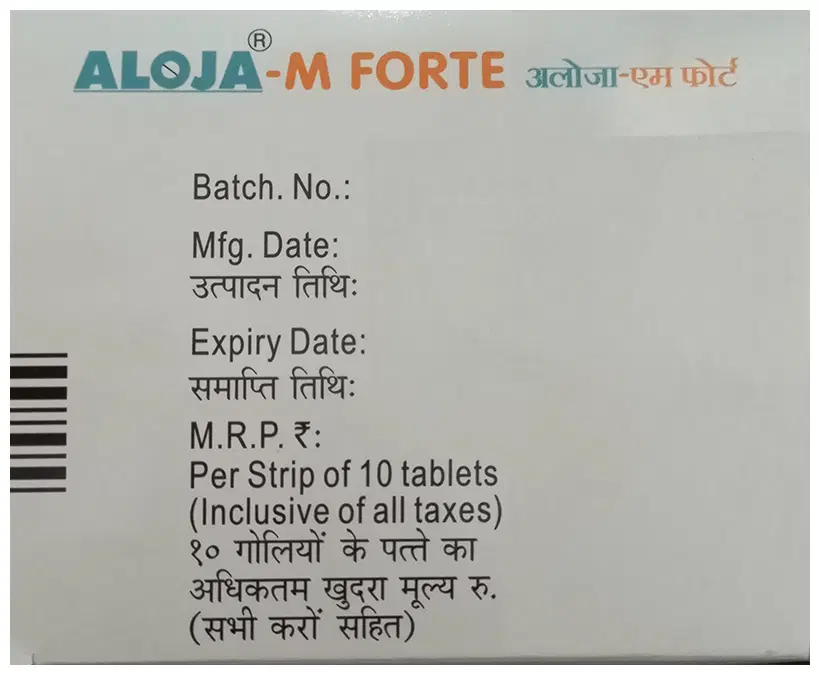 ALOJA®-M FORTE अलोजा-एम फोर्ट
Batch. No.:
Mfg. Date:
उत्पादन तिथिः
Expiry Date:
समाप्ति तिथिः
M.R.P. ₹:
Per Strip of 10 tablets
(Inclusive of all taxes)
१० गोलियों के पत्ते का
अधिकतम खुदरा मूल्य रु.
(सभी करों सहित)